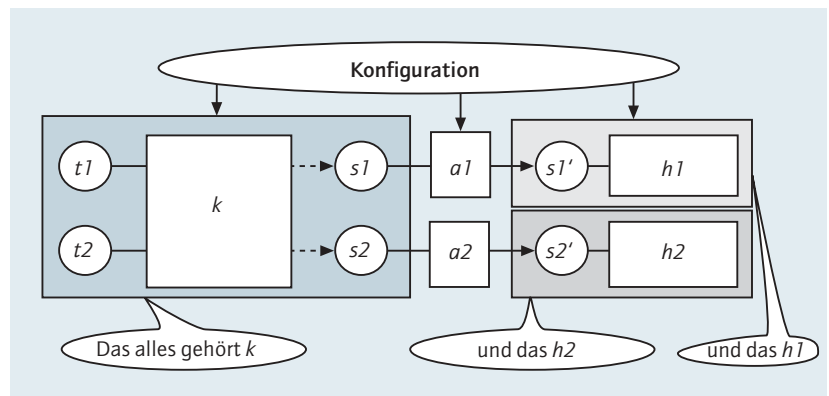 Konfiguration
t1
k
s1
a1
s1‘
h1
t2
s2
a2
s2‘
h2
Das alles gehört k
und das h2
und das h1